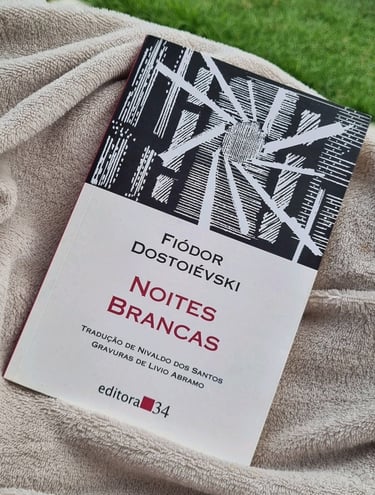 FIÓDOR
DOSTOIÉVSKI
NOITES
BRANCAS
TRADUÇÃO DE NIVALDO DOS SANTOS
GRAVURAS DE LIVIO ABRAMO
editora 34